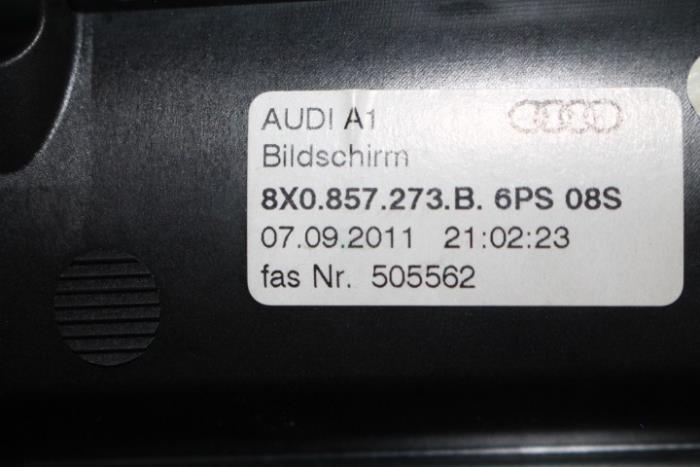 AUDI A1
Bildschirm
8X0.857.273.B. 6PS 08S
07.09.2011 21:02:23
fas Nr. 505562